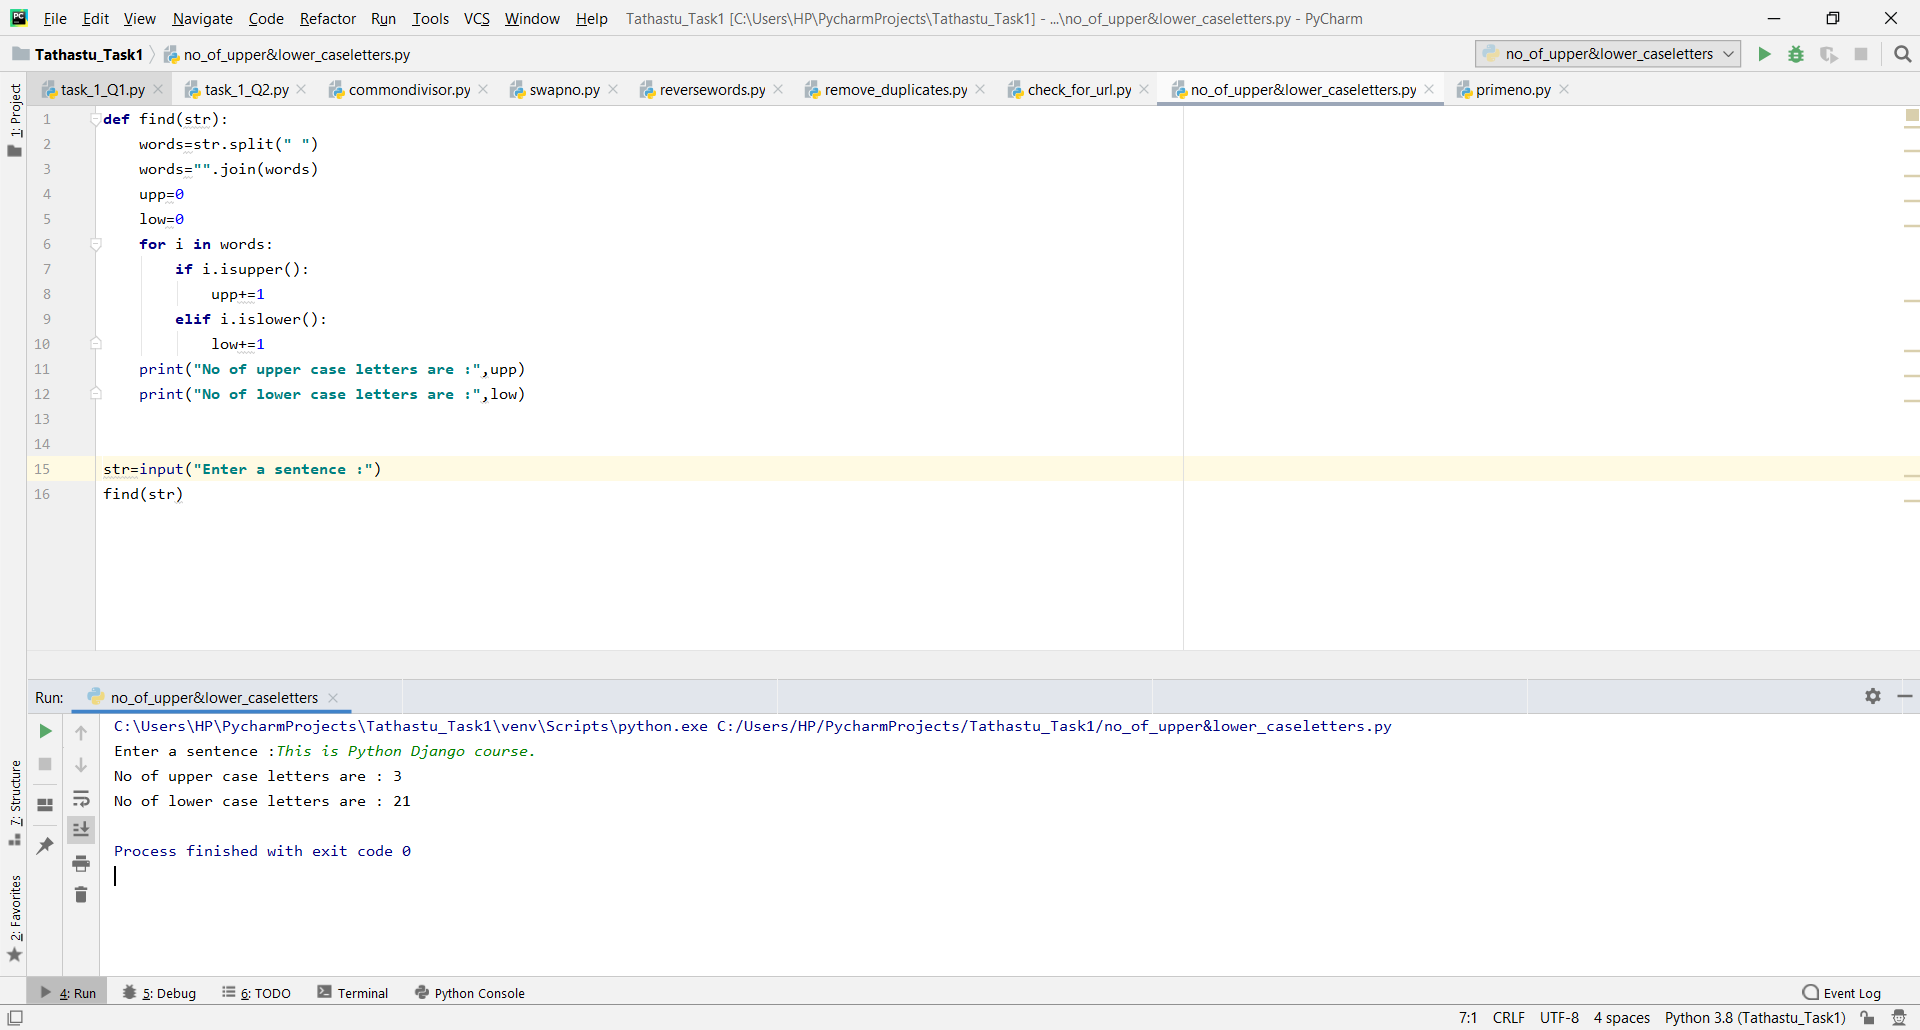 PC File Edit View Navigate Code Refactor Run Tools VCS Window Help Tathastu_Task1 [C:\Users\HP\PycharmProjects\Tathastu_Task1] - ...\no_of_upper&lower_caseletters.py - PyCharm
Tathastu_Task1 no_of_upper&lower_caseletters.py no_of_upper&lower_caseletters
1: Project
task_1_Q1.py task_1_Q2.py commondivisor.py swapno.py reversewords.py remove_duplicates.py check_for_url.py no_of_upper&lower_caseletters.py primeno.py
1 def find(str):
2     words=str.split(" ")
3     words="".join(words)
4     upp=0
5     low=0
6     for i in words:
7         if i.isupper():
8             upp+=1
9         elif i.islower():
10             low+=1
11     print("No of upper case letters are :",upp)
12     print("No of lower case letters are :",low)
13
14
15 str=input("Enter a sentence :")
16 find(str)
Run: no_of_upper&lower_caseletters
C:\Users\HP\PycharmProjects\Tathastu_Task1\venv\Scripts\python.exe C:/Users/HP/PycharmProjects/Tathastu_Task1/no_of_upper&lower_caseletters.py
Enter a sentence :This is Python Django course.
No of upper case letters are : 3
No of lower case letters are : 21
Process finished with exit code 0
7: Structure
2: Favorites
4: Run 5: Debug 6: TODO Terminal Python Console Event Log
7:1 CRLF UTF-8 4 spaces Python 3.8 (Tathastu_Task1)